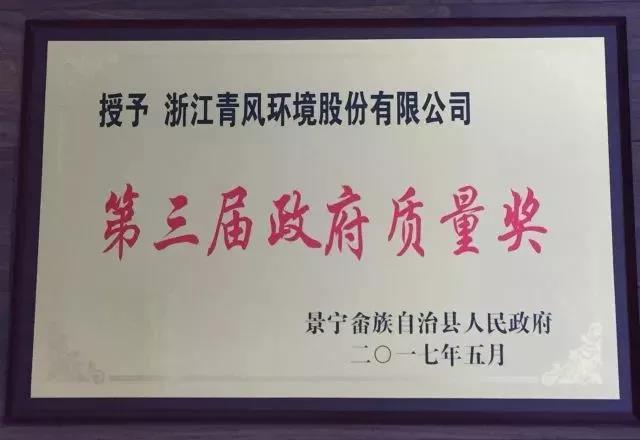 授予 浙江青风环境股份有限公司
第三届政府质量奖
景宁畲族自治县人民政府
二〇一七年五月